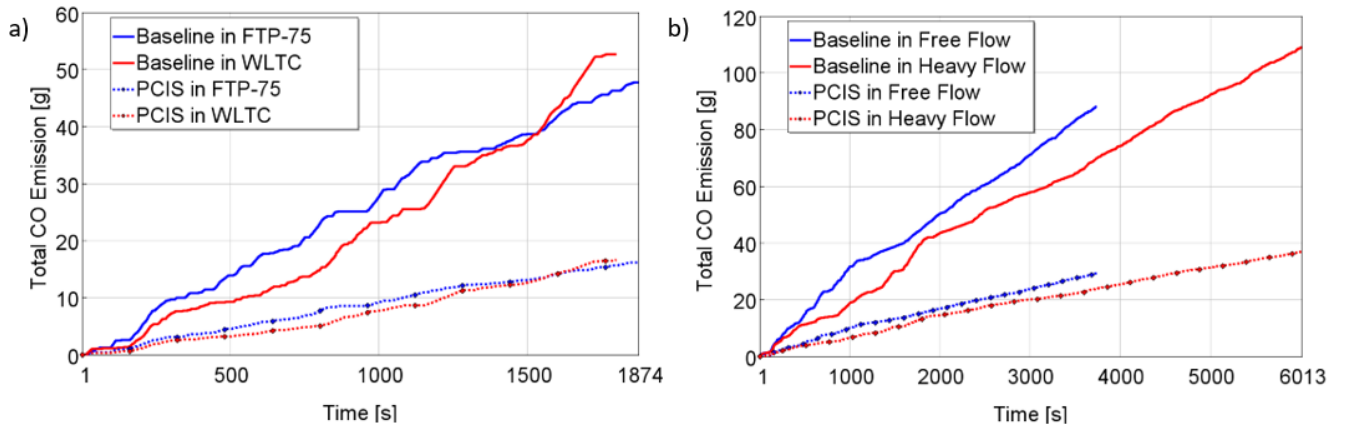 a)
Total CO Emission [g]
60
50
40
30
20
10
0
Baseline in FTP-75
Baseline in WLTC
PCIS in FTP-75
PCIS in WLTC
1 500 1000 1500 1874
Time [s]
b)
Total CO Emission [g]
120
100
80
60
40
20
0
Baseline in Free Flow
Baseline in Heavy Flow
PCIS in Free Flow
PCIS in Heavy Flow
1 1000 2000 3000 4000 5000 6013
Time [s]